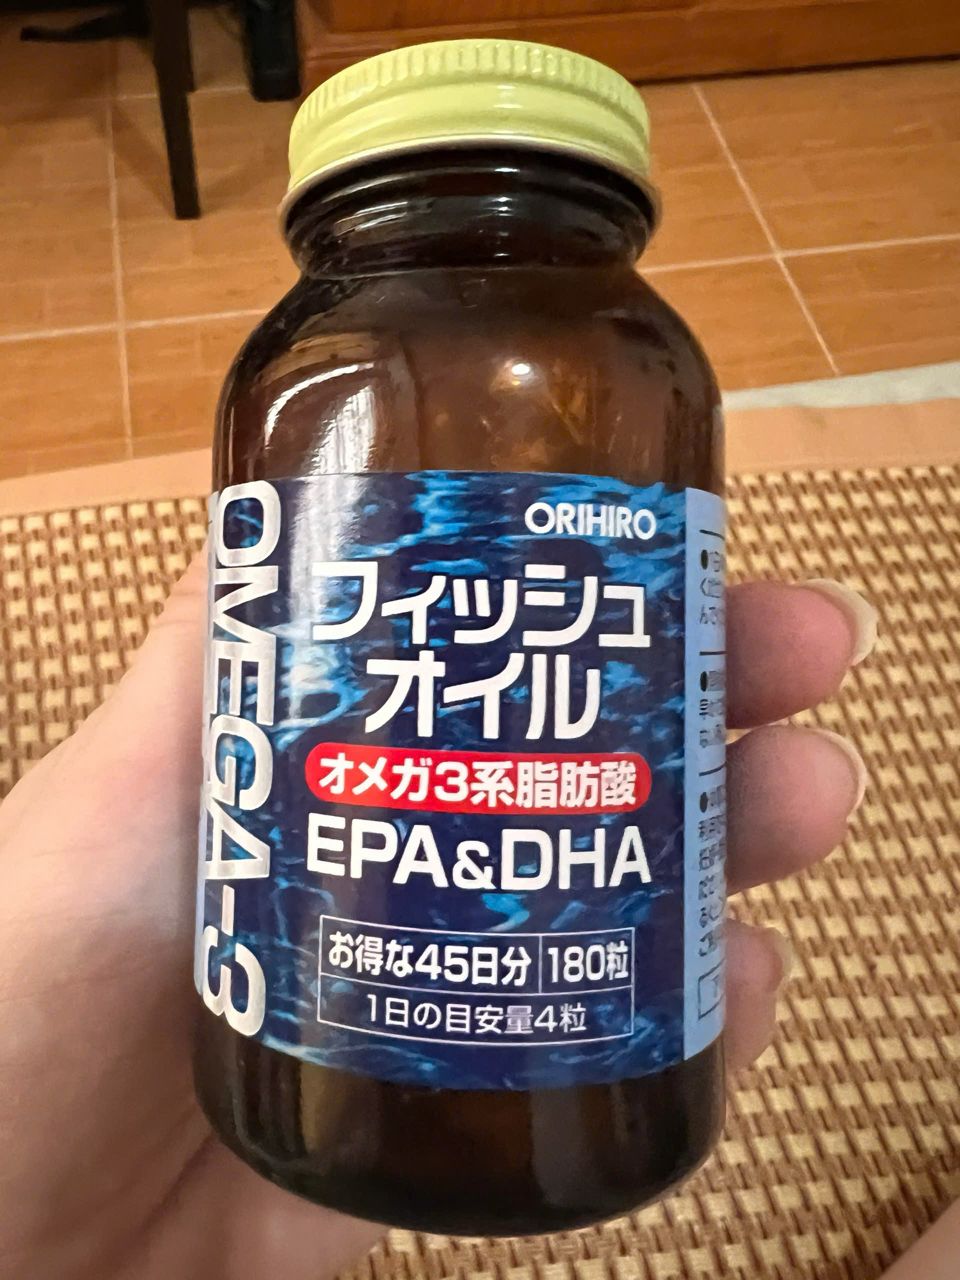 ORIHIRO
フィッシュ
オイル
オメガ3系脂肪酸
EPA&DHA
お得な45日分 180粒
1日の目安量4粒
OMEGA-3